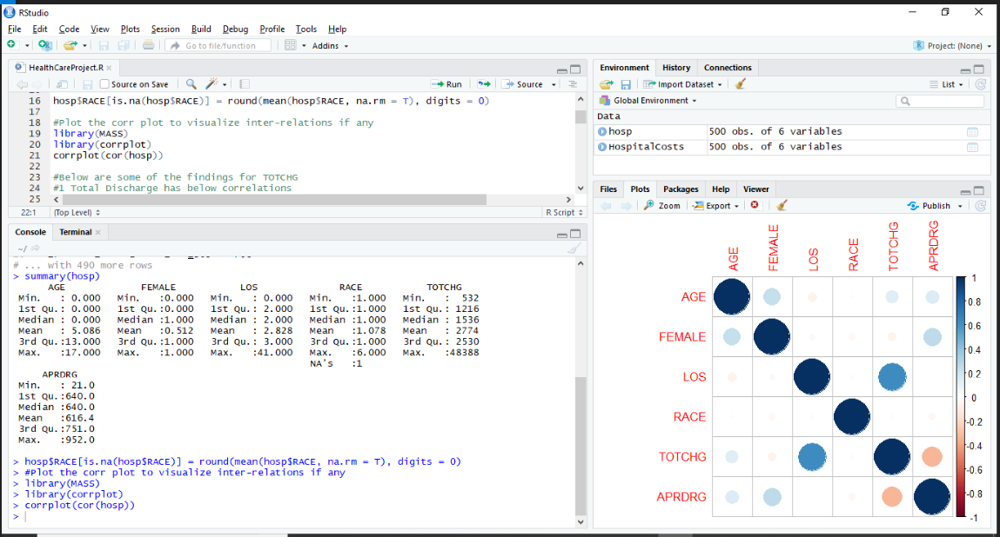 RStudio
File Edit Code View Plots Session Build Debug Profile Tools Help
Go to file/function Addins Project: (None)
HealthCareProject.R
Source on Save Run Source
16 hosp$RACE[is.na(hosp$RACE)] = round(mean(hosp$RACE, na.rm = T), digits = 0)
17
18 #Plot the corr plot to visualize inter-relations if any
19 library(MASS)
20 library(corrplot)
21 corrplot(cor(hosp))
22
23 #Below are some of the findings for TOTCHG
24 #1 Total Discharge has below correlations
25
22:1 (Top Level) R Script
Console Terminal
~/
# ... with 490 more rows
> summary(hosp)
AGE FEMALE LOS RACE TOTCHG
Min. : 0.000 Min. :0.000 Min. : 0.000 Min. :1.000 Min. : 532
1st Qu.: 0.000 1st Qu.:0.000 1st Qu.: 2.000 1st Qu.:1.000 1st Qu.: 1216
Median : 0.000 Median :1.000 Median : 2.000 Median :1.000 Median : 1536
Mean : 5.086 Mean :0.512 Mean : 2.828 Mean :1.078 Mean : 2774
3rd Qu.:13.000 3rd Qu.:1.000 3rd Qu.: 3.000 3rd Qu.:1.000 3rd Qu.: 2530
Max. :17.000 Max. :1.000 Max. :41.000 Max. :6.000 Max. :48388
NA's :1
APRDRG
Min. : 21.0
1st Qu.:640.0
Median :640.0
Mean :616.4
3rd Qu.:751.0
Max. :952.0
> hosp$RACE[is.na(hosp$RACE)] = round(mean(hosp$RACE, na.rm = T), digits = 0)
> #Plot the corr plot to visualize inter-relations if any
> library(MASS)
> library(corrplot)
> corrplot(cor(hosp))
>
Environment History Connections
Import Dataset List
Global Environment
Data
hosp 500 obs. of 6 variables
HospitalCosts 500 obs. of 6 variables
Files Plots Packages Help Viewer
Zoom Export Publish
AGE FEMALE LOS RACE TOTCHG APRDRG
AGE
FEMALE
LOS
RACE
TOTCHG
APRDRG
1
0.8
0.6
0.4
0.2
0
-0.2
-0.4
-0.6
-0.8
-1